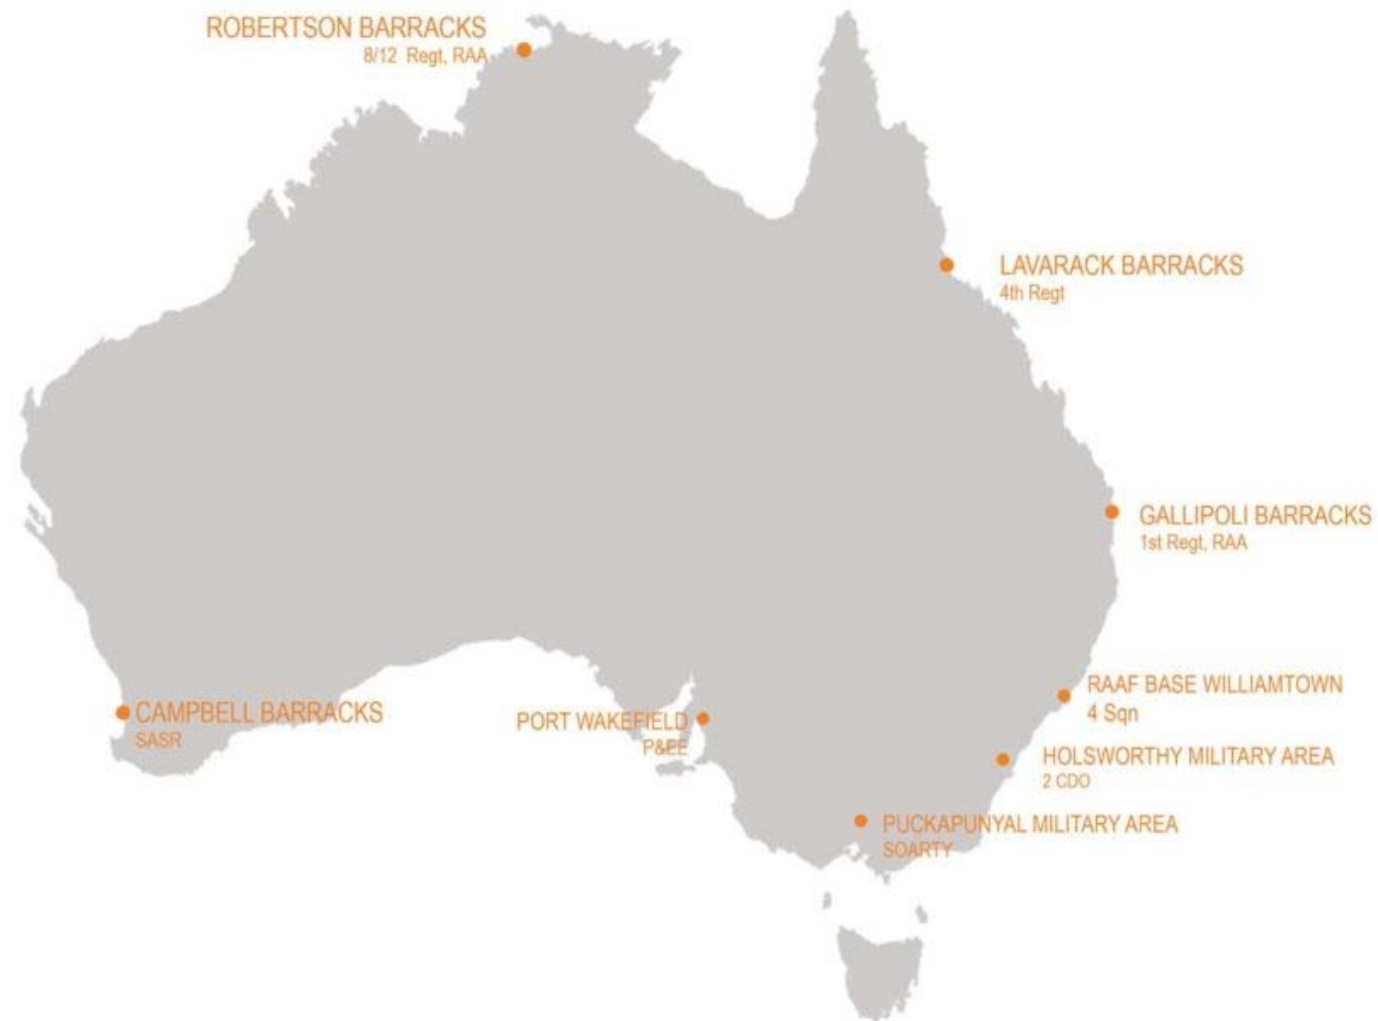 ROBERTSON BARRACKS
8/12 Regt, RAA
LAVARACK BARRACKS
4th Regt
GALLIPOLI BARRACKS
1st Regt, RAA
RAAF BASE WILLIAMTOWN
4 Sqn
CAMPBELL BARRACKS
SASR
PORT WAKEFIELD
P&EE
HOLSWORTHY MILITARY AREA
2 CDO
PUCKAPUNYAL MILITARY AREA
SOARTY